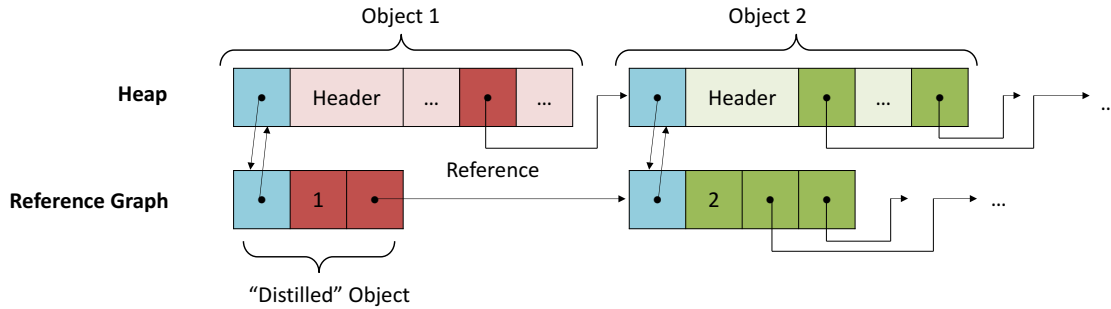 Object 1 Object 2
Heap Header ... ... Header ... ..
Reference
Reference Graph 1 2 ...
“Distilled” Object